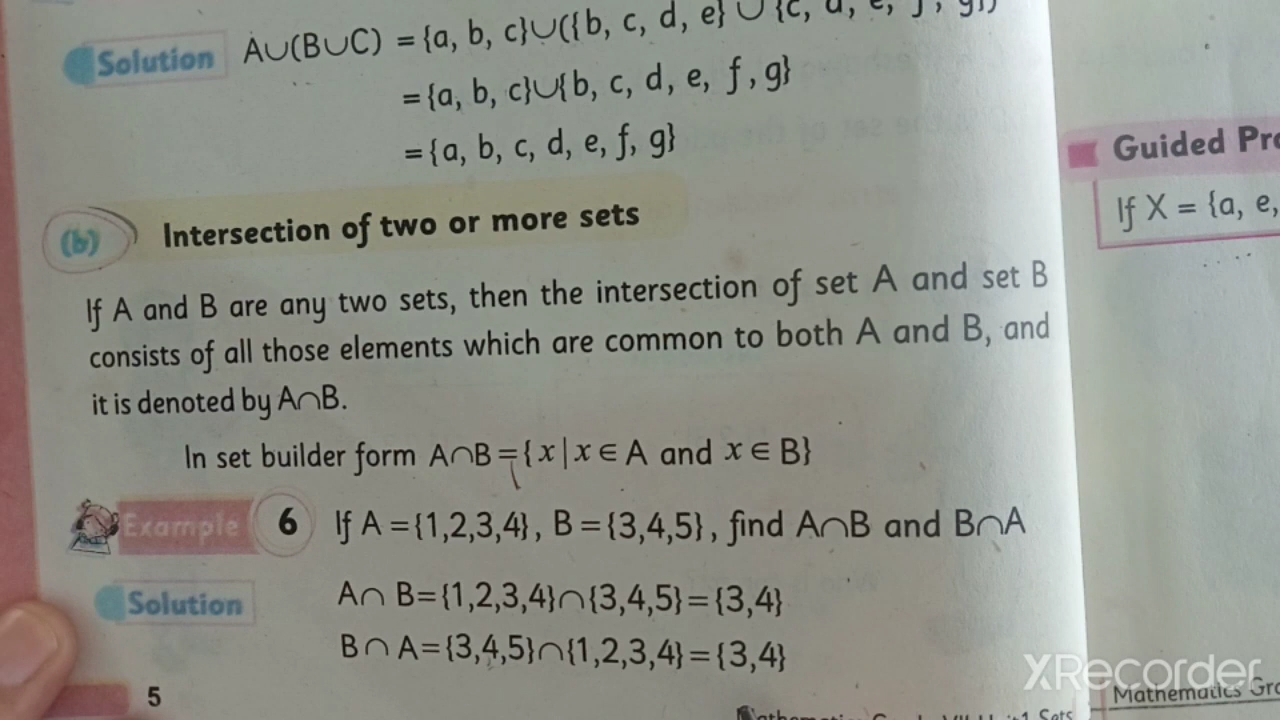 Solution A∪(B∪C) = {a, b, c}∪({b, c, d, e} ∪ {c, d, e, f, g})
= {a, b, c}∪{b, c, d, e, f, g}
= {a, b, c, d, e, f, g}
(b) Intersection of two or more sets
If A and B are any two sets, then the intersection of set A and set B
consists of all those elements which are common to both A and B, and
it is denoted by A∩B.
In set builder form A∩B = {x | x ∈ A and x ∈ B}
Example 6 If A = {1,2,3,4}, B = {3,4,5}, find A∩B and B∩A
Solution A∩ B={1,2,3,4}∩{3,4,5}={3,4}
B∩ A={3,4,5}∩{1,2,3,4}={3,4}
5
Guided
If X = {a, e,
Mathematics
XRecorder